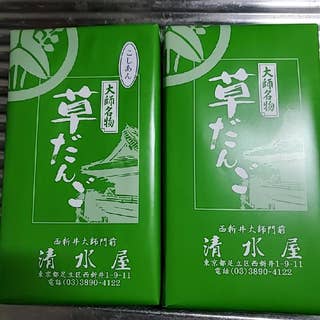 こしあん
大師名物
草だんご
西新井大師門前
清水屋
東京都足立区西新井1-9-11
電話(03)3890-4122
大師名物
草だんご
西新井大師門前
清水屋
東京都足立区西新井1-9-11
電話(03)3890-4122